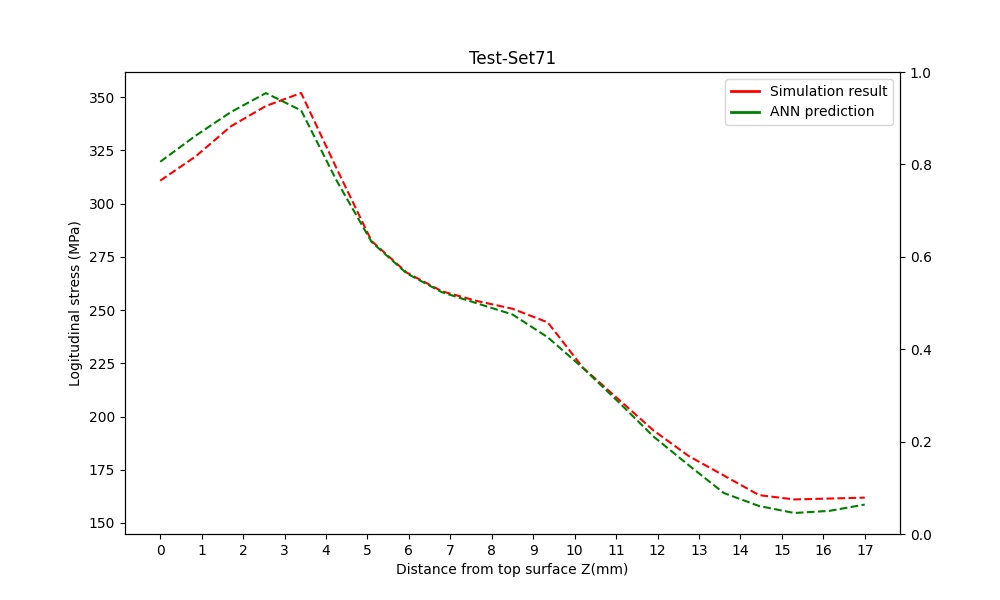 Test-Set71
Simulation result
ANN prediction
350
325
300
275
250
225
200
175
150
Logitudinal stress (MPa)
1.0
0.8
0.6
0.4
0.2
0.0
0 1 2 3 4 5 6 7 8 9 10 11 12 13 14 15 16 17
Distance from top surface Z(mm)